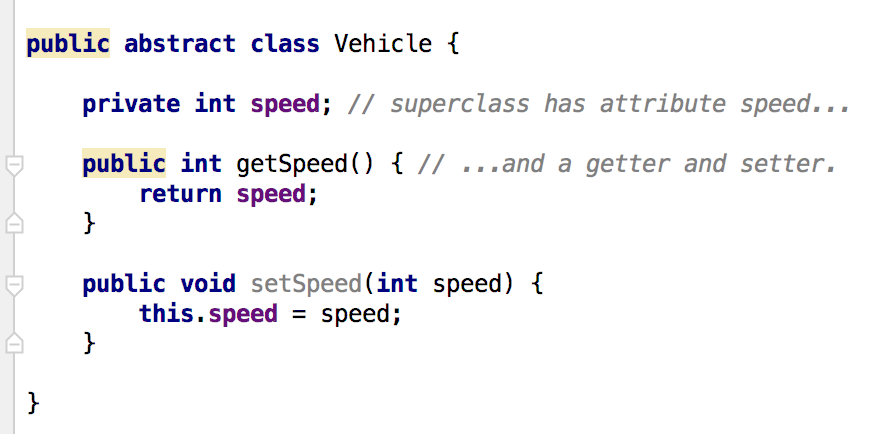 public abstract class Vehicle {
private int speed; // superclass has attribute speed...
public int getSpeed() { // ...and a getter and setter.
return speed;
}
public void setSpeed(int speed) {
this.speed = speed;
}
}